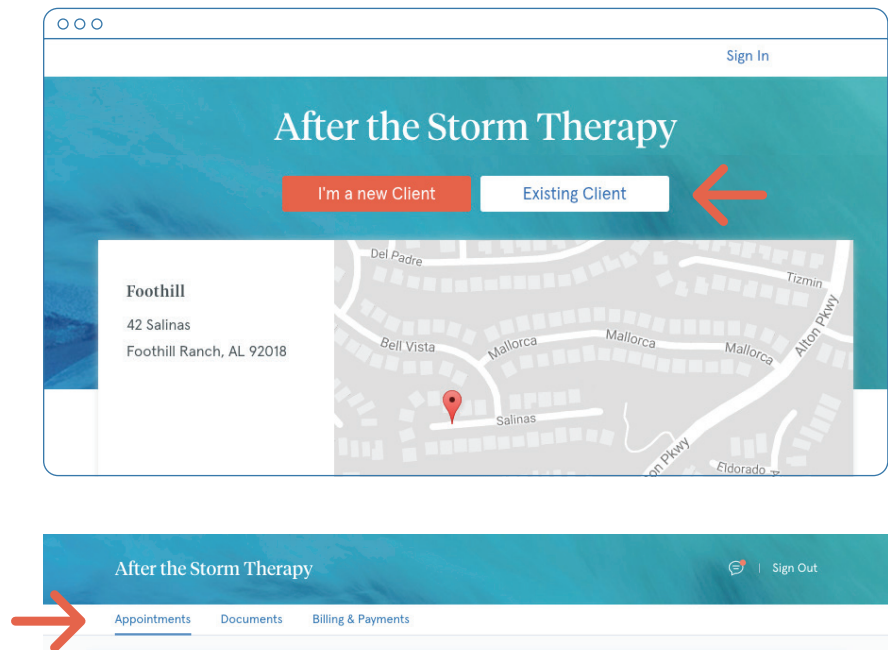 Sign In
After the Storm Therapy
I'm a new Client
Existing Client
Foothill
42 Salinas
Foothill Ranch, AL 92018
Del Padre
Tizmin
Alton Pkwy
Bell Vista
Mallorca
Mallorca
Mallorca
Salinas
on Pkwy
Eldorado
After the Storm Therapy
Sign Out
Appointments
Documents
Billing & Payments